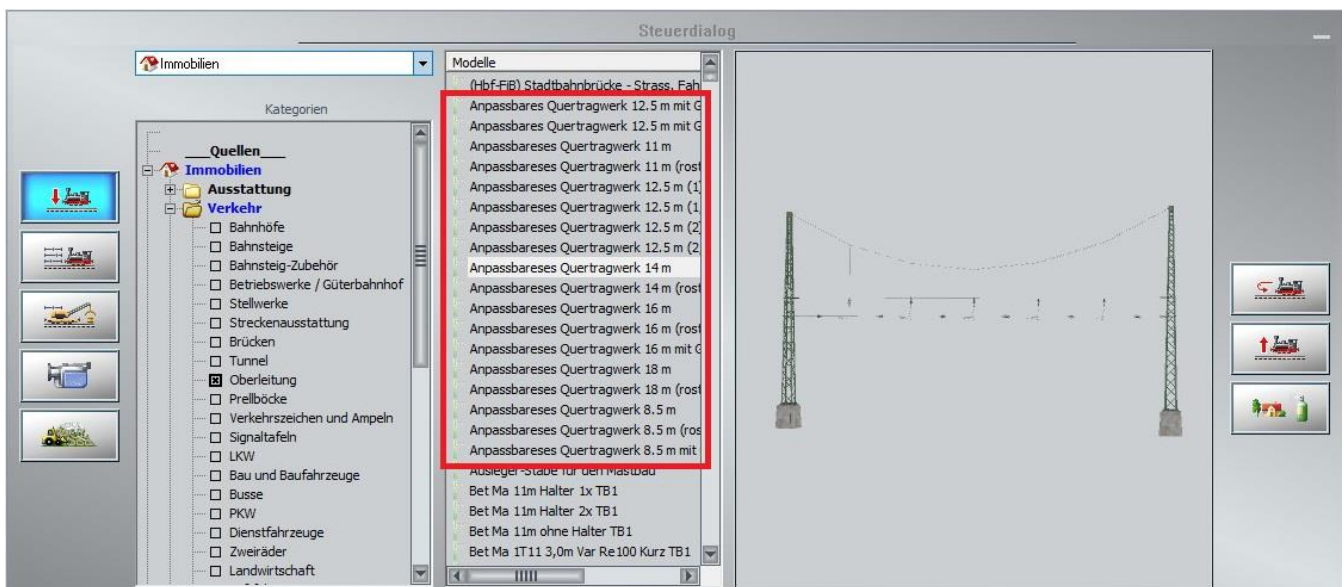 Steuerdialog
Immobilien
Kategorien
___Quellen___
Immobilien
Ausstattung
Verkehr
Bahnhöfe
Bahnsteige
Bahnsteig-Zubehör
Betriebswerke / Güterbahnhof
Stellwerke
Streckenausstattung
Brücken
Tunnel
Oberleitung
Prellböcke
Verkehrszeichen und Ampeln
Signaltafeln
LKW
Bau und Baufahrzeuge
Busse
PKW
Dienstfahrzeuge
Zweiräder
Landwirtschaft
Modelle
(Hbf-FiB) Stadtbahnbrücke - Strass. Fah
Anpassbares Quertragwerk 12.5 m mit G
Anpassbares Quertragwerk 12.5 m mit G
Anpassbareses Quertragwerk 11 m
Anpassbareses Quertragwerk 11 m (rost
Anpassbareses Quertragwerk 12.5 m (1)
Anpassbareses Quertragwerk 12.5 m (1
Anpassbareses Quertragwerk 12.5 m (2)
Anpassbareses Quertragwerk 12.5 m (2
Anpassbareses Quertragwerk 14 m
Anpassbareses Quertragwerk 14 m (rost
Anpassbareses Quertragwerk 16 m
Anpassbareses Quertragwerk 16 m (rost
Anpassbareses Quertragwerk 16 m mit G
Anpassbareses Quertragwerk 18 m
Anpassbareses Quertragwerk 18 m (rost
Anpassbareses Quertragwerk 8.5 m
Anpassbareses Quertragwerk 8.5 m (ros
Anpassbareses Quertragwerk 8.5 m mit
Ausleger-Stäbe für den Mastbau
Bet Ma 11m Halter 1x TB1
Bet Ma 11m Halter 2x TB1
Bet Ma 11m ohne Halter TB1
Bet Ma 1T11 3,0m Var Re100 Kurz TB1